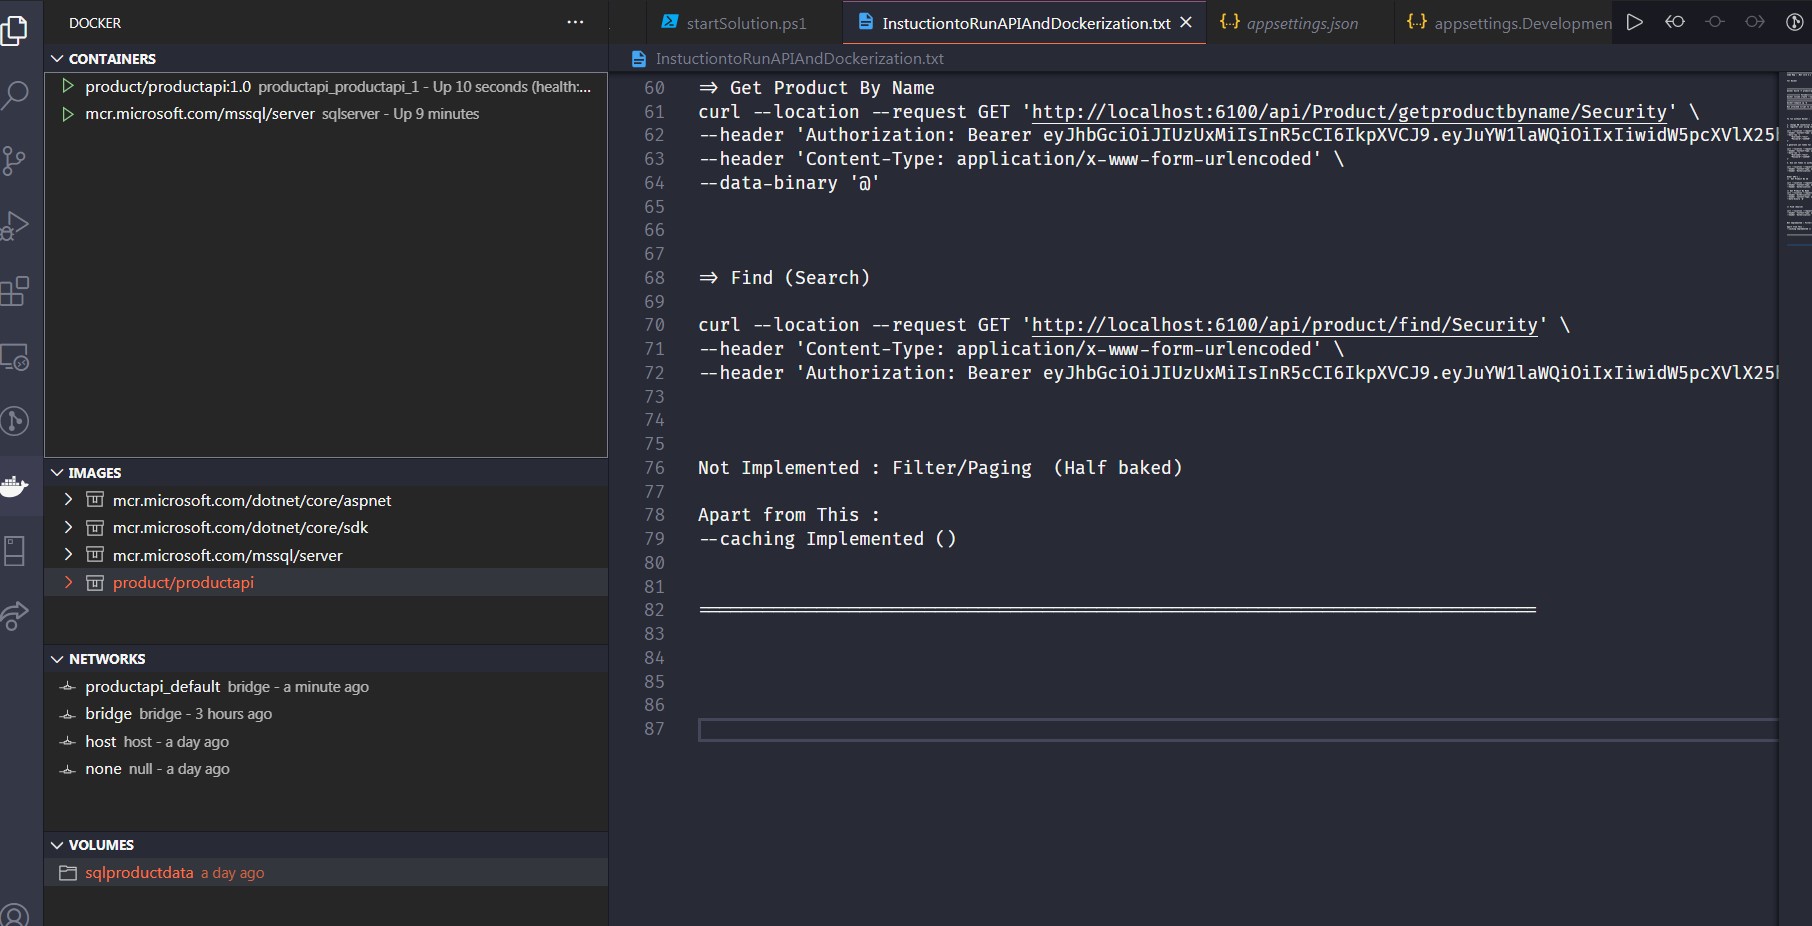 DOCKER
CONTAINERS
product/productapi:1.0 productapi_productapi_1 - Up 10 seconds (health:...
mcr.microsoft.com/mssql/server sqlserver - Up 9 minutes
IMAGES
mcr.microsoft.com/dotnet/core/aspnet
mcr.microsoft.com/dotnet/core/sdk
mcr.microsoft.com/mssql/server
product/productapi
NETWORKS
productapi_default bridge - a minute ago
bridge bridge - 3 hours ago
host host - a day ago
none null - a day ago
VOLUMES
sqlproductdata a day ago
startSolution.ps1
InstuctiontoRunAPIAndDockerization.txt
appsettings.json
appsettings.Developmen
InstuctiontoRunAPIAndDockerization.txt
60 => Get Product By Name
61 curl --location --request GET 'http://localhost:6100/api/Product/getproductbyname/Security' \
62 --header 'Authorization: Bearer eyJhbGciOiJIUzUxMiIsInR5cCI6IkpXVCJ9.eyJuYW1laWQiOiIxIiwidW5pcXVlX25
63 --header 'Content-Type: application/x-www-form-urlencoded' \
64 --data-binary '@'
65
66
67
68 => Find (Search)
69
70 curl --location --request GET 'http://localhost:6100/api/product/find/Security' \
71 --header 'Content-Type: application/x-www-form-urlencoded' \
72 --header 'Authorization: Bearer eyJhbGciOiJIUzUxMiIsInR5cCI6IkpXVCJ9.eyJuYW1laWQiOiIxIiwidW5pcXVlX25
73
74
75
76 Not Implemented : Filter/Paging (Half baked)
77
78 Apart from This :
79 --caching Implemented ()
80
81
82
83
84
85
86
87